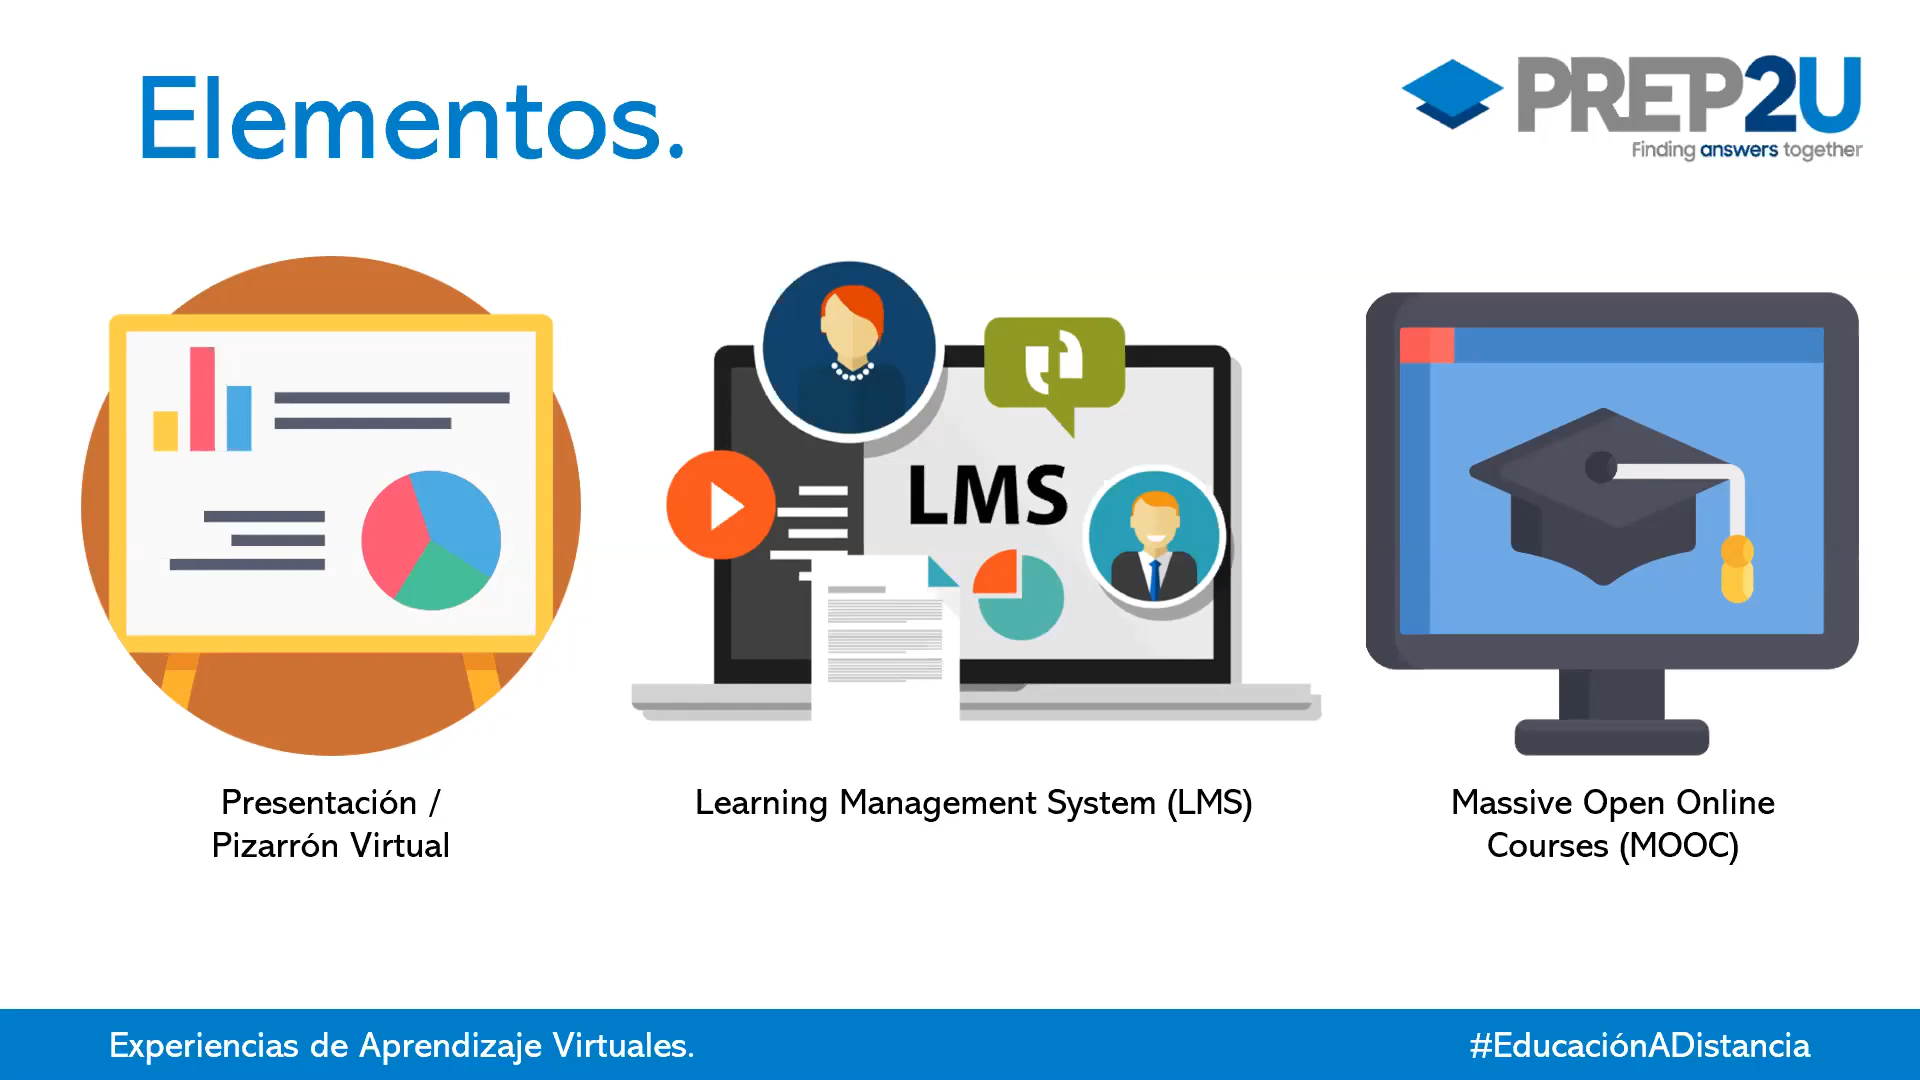 Elementos.
PREP2U
Finding answers together
LMS
Presentación /
Pizarrón Virtual
Learning Management System (LMS)
Massive Open Online
Courses (MOOC)
Experiencias de Aprendizaje Virtuales.
#EducaciónADistancia